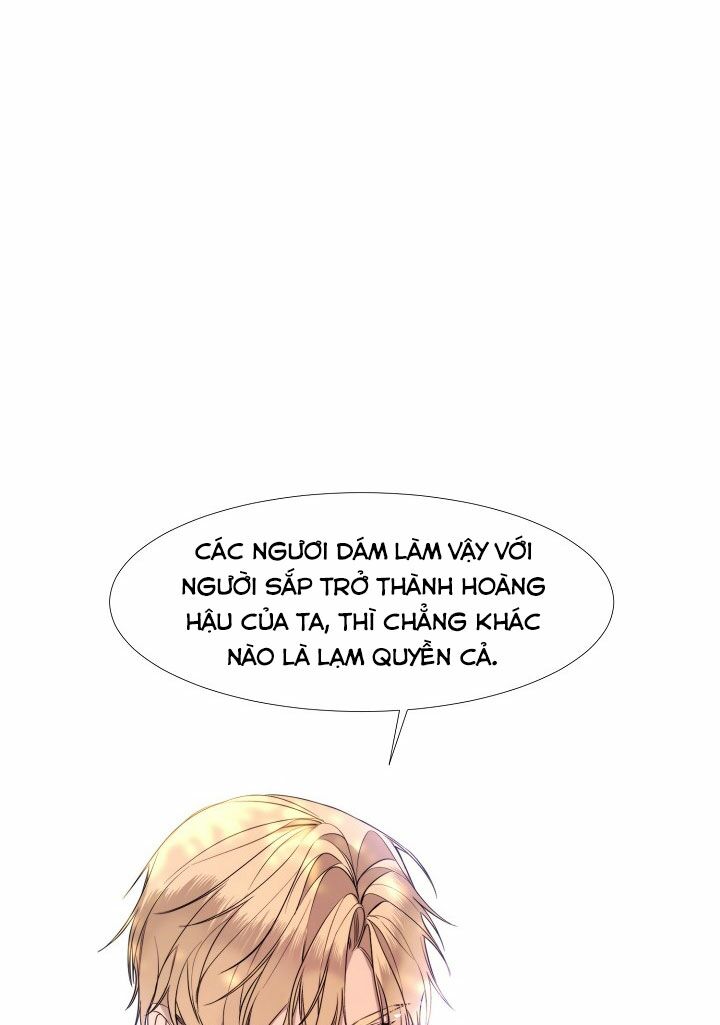 CÁC NGƯƠI DÁM LÀM VẬY VỚI
NGƯỜI SẮP TRỞ THÀNH HOÀNG
HẬU CỦA TA, THÌ CHẲNG KHÁC
NÀO LÀ LẠM QUYỀN CẢ.